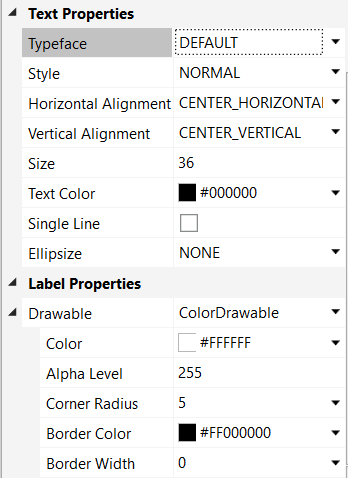 Text Properties
Typeface DEFAULT
Style NORMAL
Horizontal Alignment CENTER_HORIZONTAL
Vertical Alignment CENTER_VERTICAL
Size 36
Text Color #000000
Single Line
Ellipsize NONE
Label Properties
Drawable ColorDrawable
Color #FFFFFF
Alpha Level 255
Corner Radius 5
Border Color #FF000000
Border Width 0